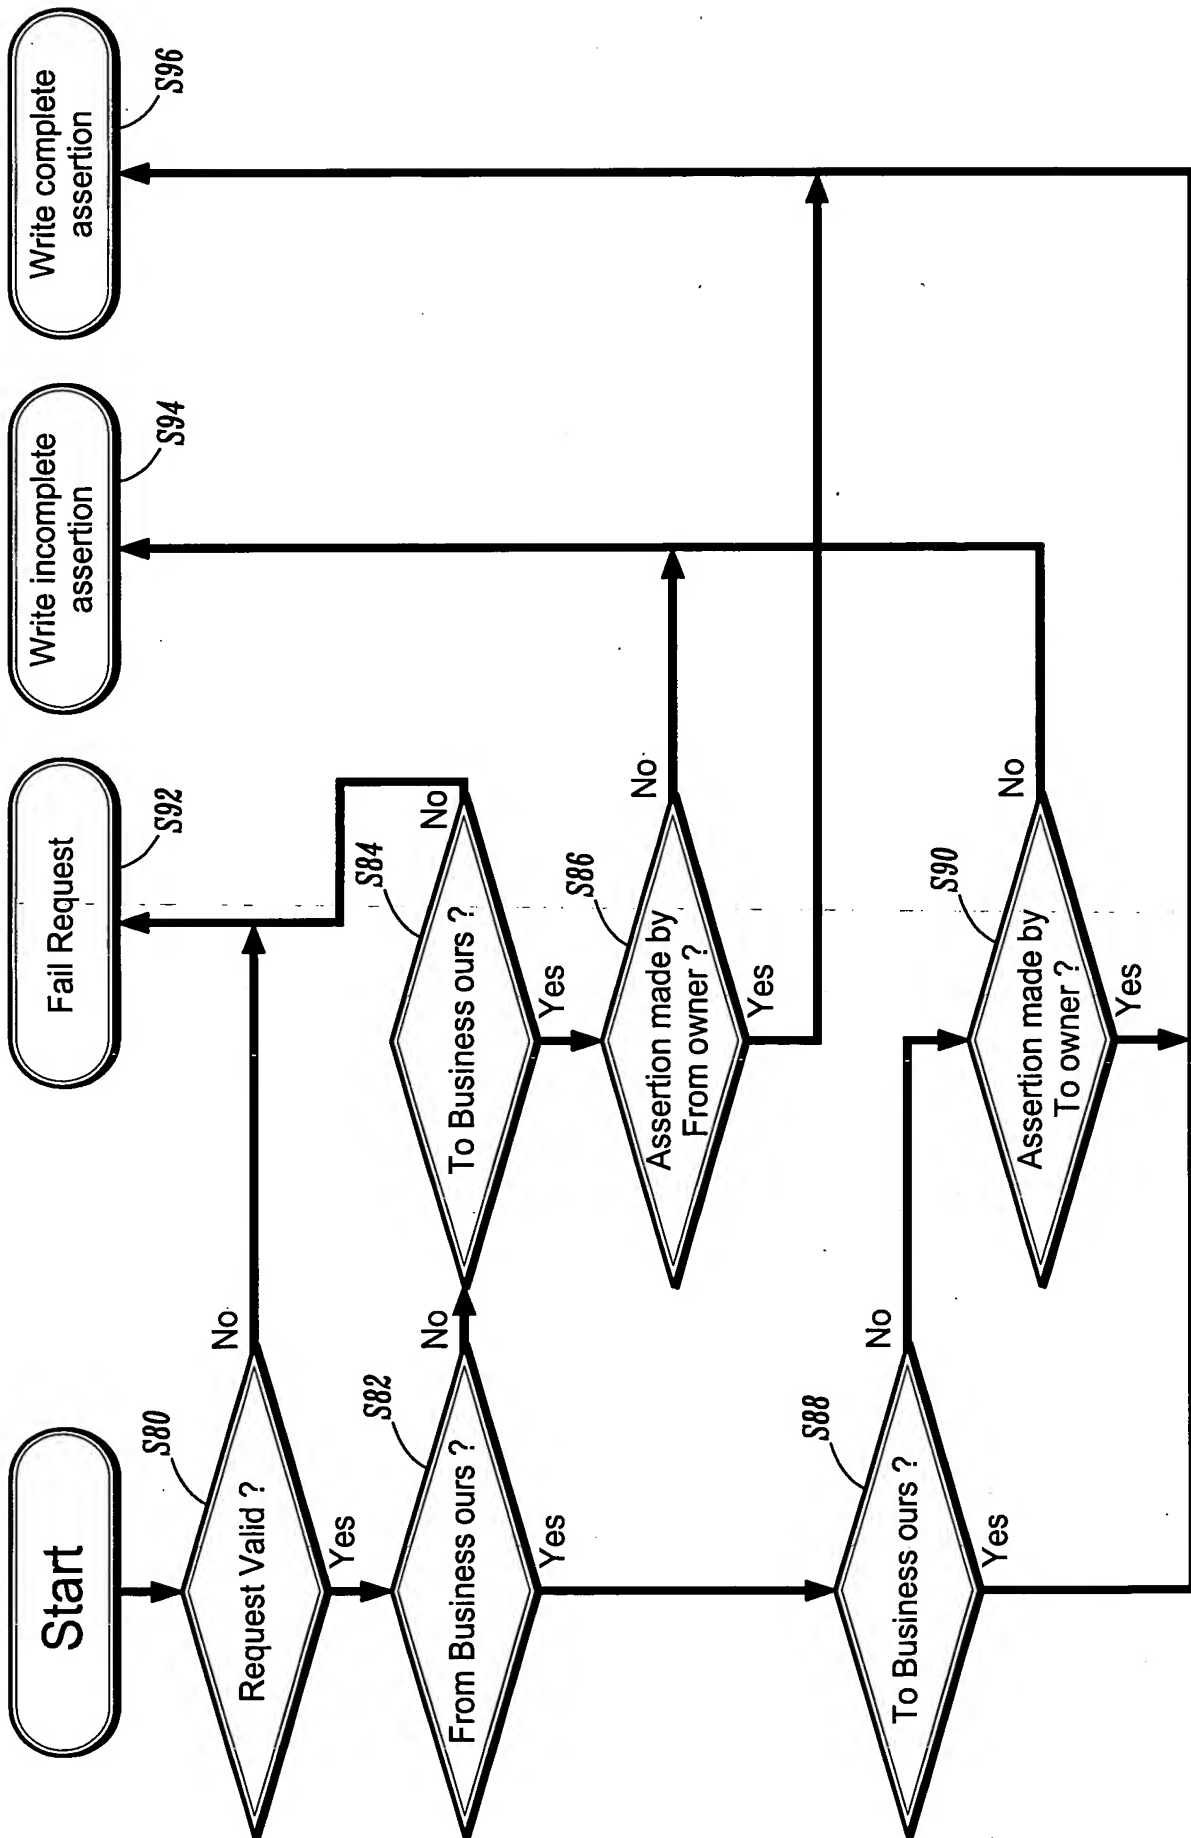 Start
Fail Request
S92
Write incomplete
assertion
S94
Write complete
assertion
S96
S80
Request Valid ?
No
Yes
S82
From Business ours ?
No
Yes
S84
To Business ours ?
No
Yes
S86
Assertion made by
From owner ?
No
Yes
S88
To Business ours ?
No
Yes
S90
Assertion made by
To owner ?
No
Yes